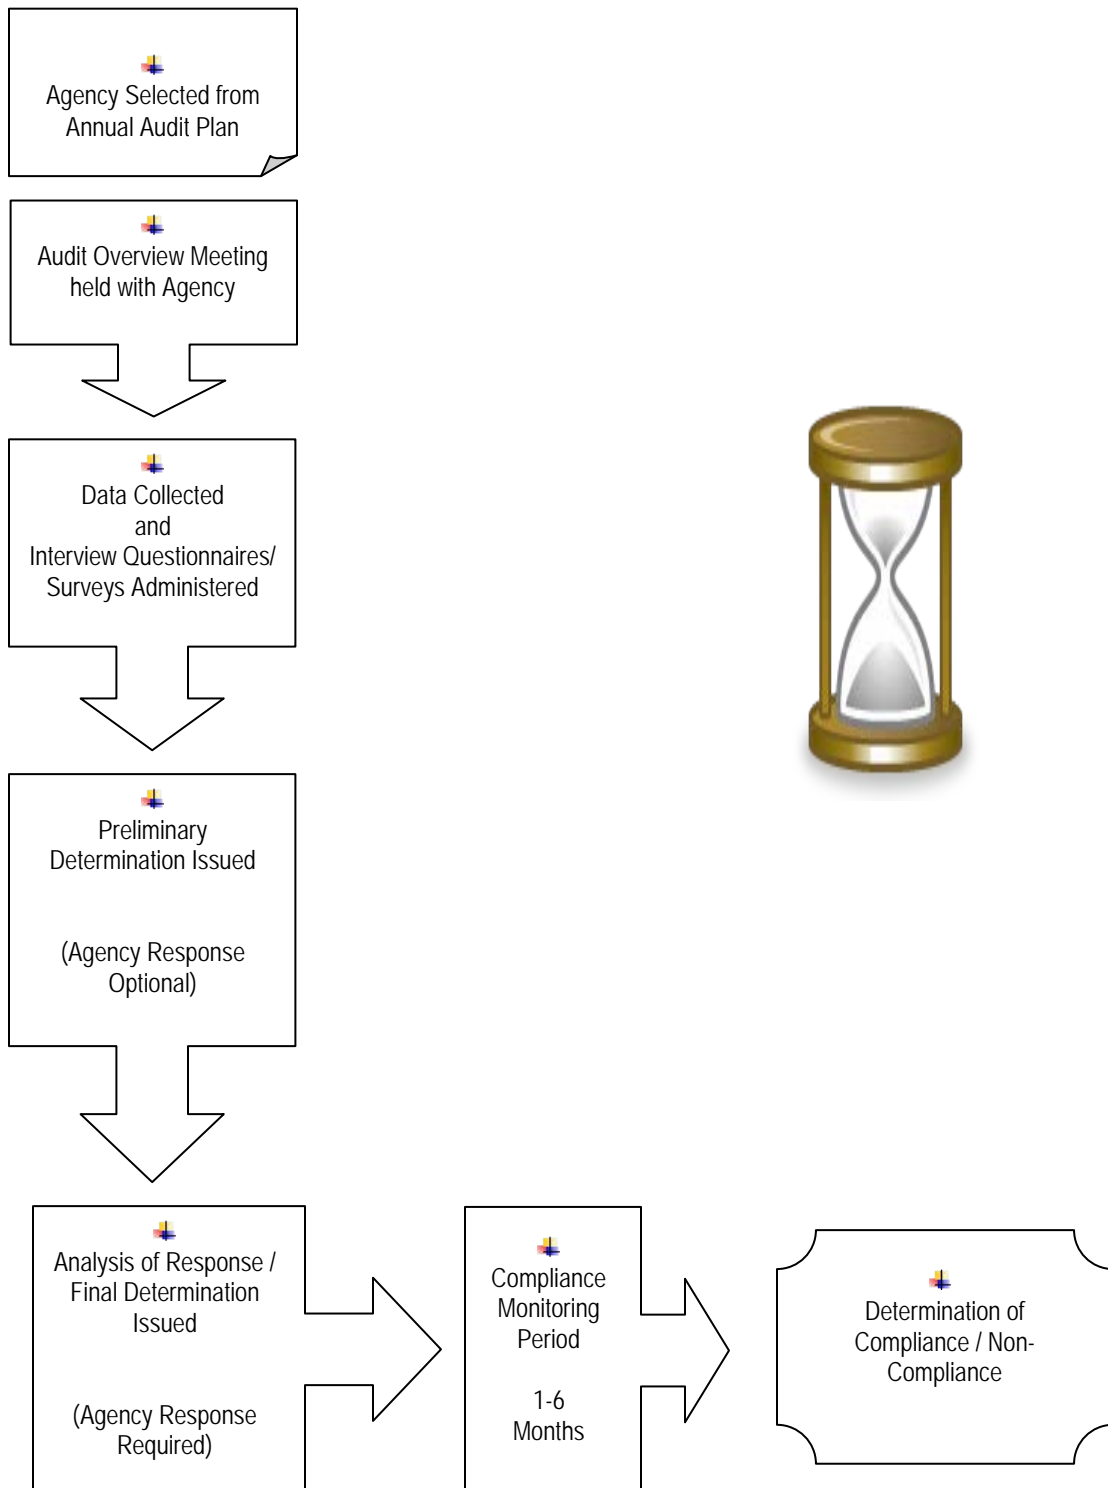 Agency Selected from
Annual Audit Plan
Audit Overview Meeting
held with Agency
Data Collected
and
Interview Questionnaires/
Surveys Administered
Preliminary
Determination Issued
(Agency Response
Optional)
Analysis of Response /
Final Determination
Issued
(Agency Response
Required)
Compliance
Monitoring
Period
1-6
Months
Determination of
Compliance / Non-
Compliance